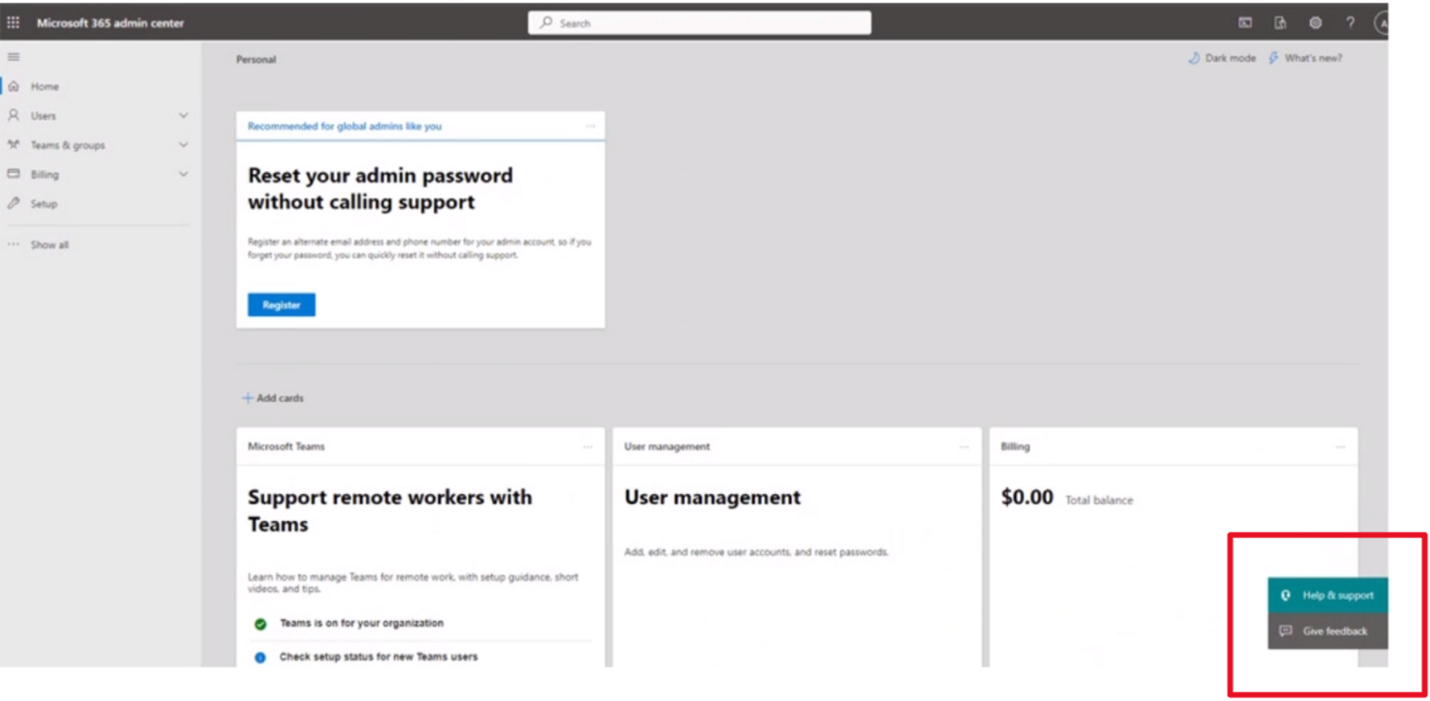 Microsoft 365 admin center
Search
Personal
Dark mode
What's new?
Home
Users
Teams & groups
Billing
Setup
Show all
Recommended for global admins like you
Reset your admin password
without calling support
Register an alternate email address and phone number for your admin account, so if you
forget your password, you can quickly reset it without calling support.
Register
Add cards
Microsoft Teams
Support remote workers with
Teams
Learn how to manage Teams for remote work, with setup guidance, short
videos, and tips.
Teams is on for your organization
Check setup status for new Teams users
User management
User management
Add, edit, and remove user accounts, and reset passwords.
Billing
$0.00 Total balance
Help & support
Give feedback